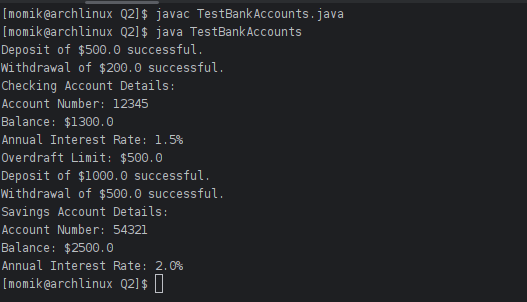 [momik@archlinux Q2]$ javac TestBankAccounts.java
[momik@archlinux Q2]$ java TestBankAccounts
Deposit of $500.0 successful.
Withdrawal of $200.0 successful.
Checking Account Details:
Account Number: 12345
Balance: $1300.0
Annual Interest Rate: 1.5%
Overdraft Limit: $500.0
Deposit of $1000.0 successful.
Withdrawal of $500.0 successful.
Savings Account Details:
Account Number: 54321
Balance: $2500.0
Annual Interest Rate: 2.0%
[momik@archlinux Q2]$